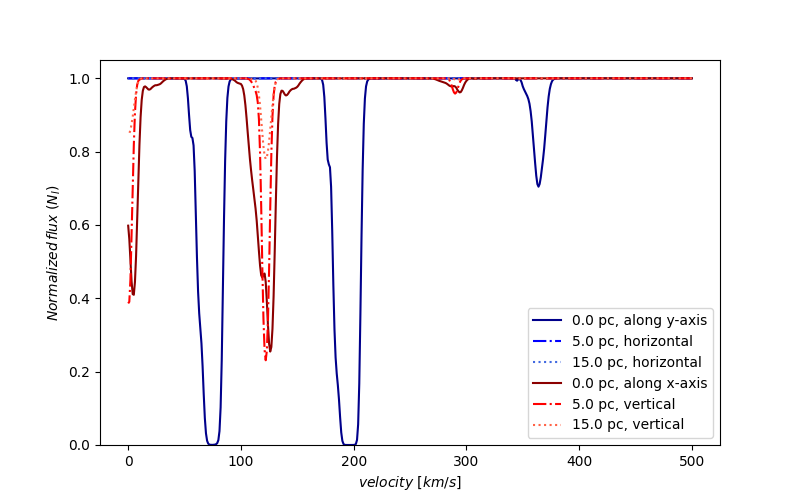 1.0
0.8
0.6
0.4
0.2
0.0
Normalized flux (N_I)
0 100 200 300 400 500
velocity [km/s]
0.0 pc, along y-axis
5.0 pc, horizontal
15.0 pc, horizontal
0.0 pc, along x-axis
5.0 pc, vertical
15.0 pc, vertical